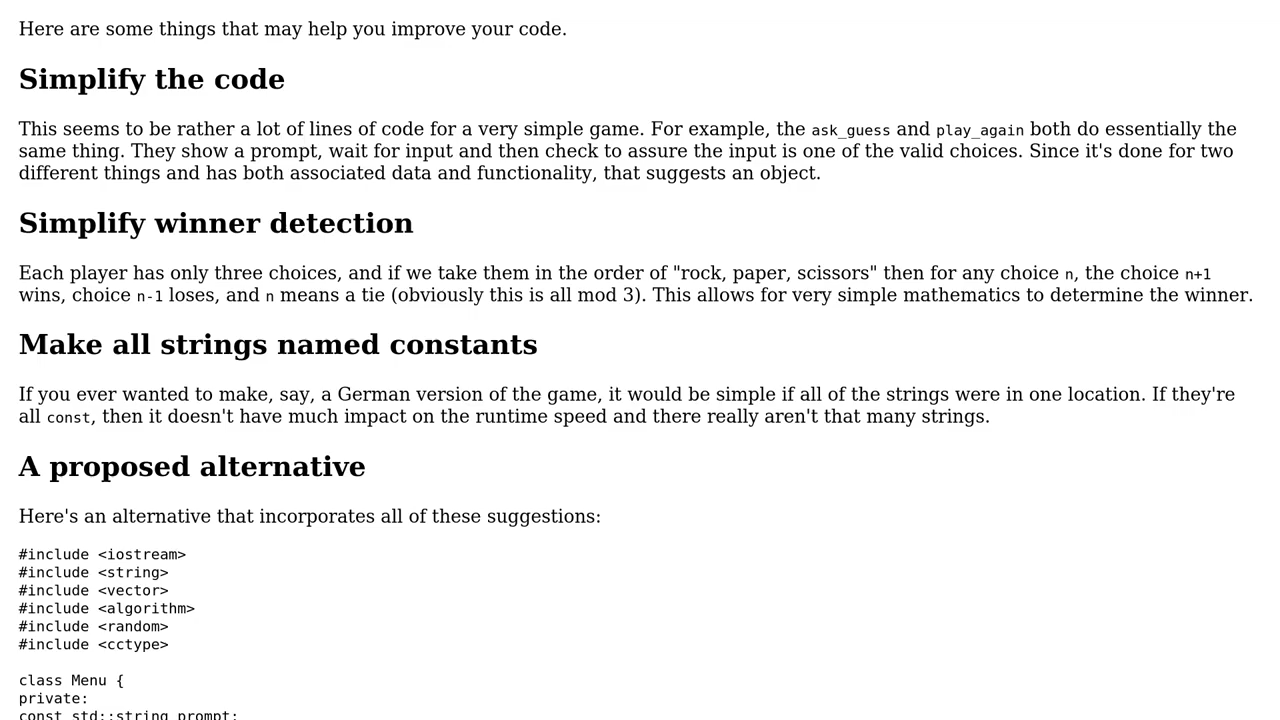 Here are some things that may help you improve your code.
Simplify the code
This seems to be rather a lot of lines of code for a very simple game. For example, the ask_guess and play_again both do essentially the
same thing. They show a prompt, wait for input and then check to assure the input is one of the valid choices. Since it's done for two
different things and has both associated data and functionality, that suggests an object.
Simplify winner detection
Each player has only three choices, and if we take them in the order of "rock, paper, scissors" then for any choice n, the choice n+1
wins, choice n-1 loses, and n means a tie (obviously this is all mod 3). This allows for very simple mathematics to determine the winner.
Make all strings named constants
If you ever wanted to make, say, a German version of the game, it would be simple if all of the strings were in one location. If they're
all const, then it doesn't have much impact on the runtime speed and there really aren't that many strings.
A proposed alternative
Here's an alternative that incorporates all of these suggestions:
#include <iostream>
#include <string>
#include <vector>
#include <algorithm>
#include <random>
#include <cctype>
class Menu {
private:
const std::string prompt;